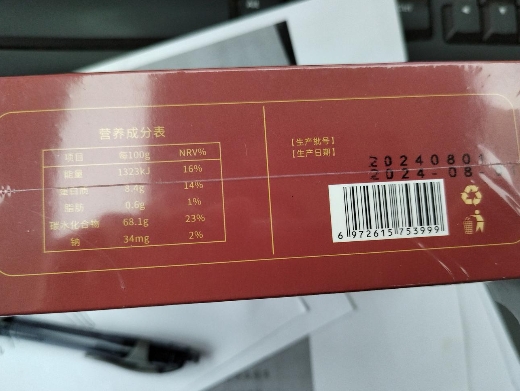 营养成分表
项目 每100g NRV%
能量 1323kJ 16%
蛋白质 8.4g 14%
脂肪 0.6g 1%
碳水化合物 68.1g 23%
钠 34mg 2%
【生产批号】
【生产日期】
20240801
2024-08
6 972615 753999